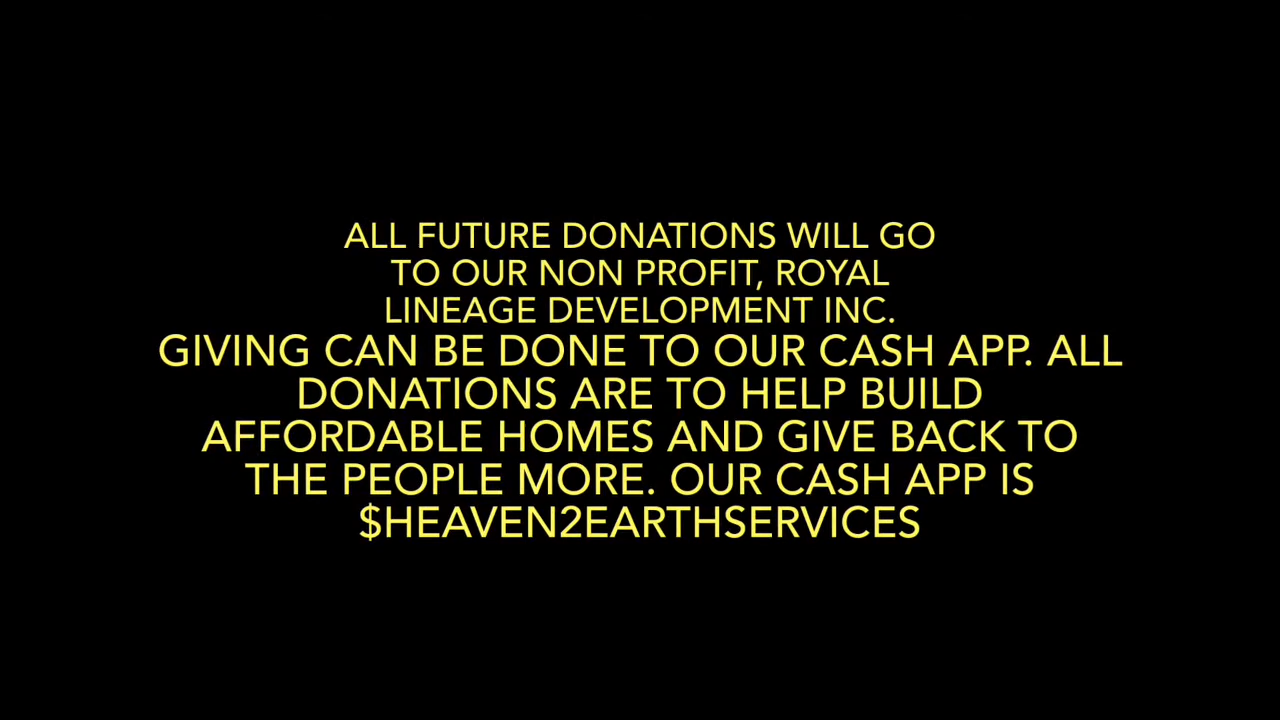 ALL FUTURE DONATIONS WILL GO
TO OUR NON PROFIT, ROYAL
LINEAGE DEVELOPMENT INC.
GIVING CAN BE DONE TO OUR CASH APP. ALL
DONATIONS ARE TO HELP BUILD
AFFORDABLE HOMES AND GIVE BACK TO
THE PEOPLE MORE. OUR CASH APP IS
$HEAVEN2EARTHSERVICES